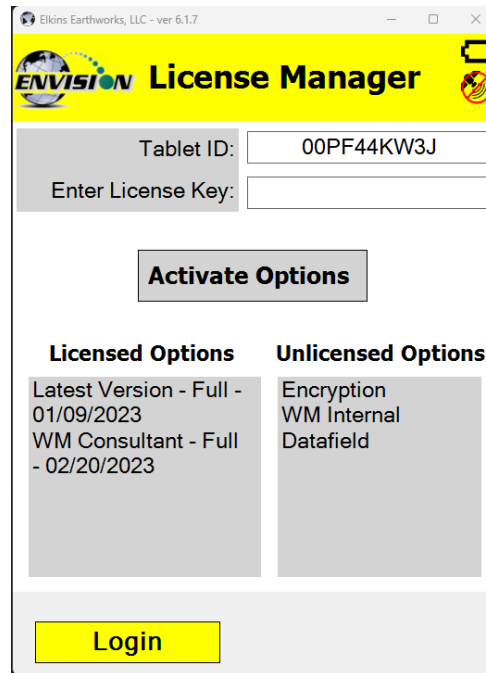 Elkins Earthworks, LLC - ver 6.1.7
ENVISION
License Manager
Tablet ID:
00PF44KW3J
Enter License Key:
Activate Options
Licensed Options
Latest Version - Full -
01/09/2023
WM Consultant - Full
- 02/20/2023
Unlicensed Options
Encryption
WM Internal
Datafield
Login